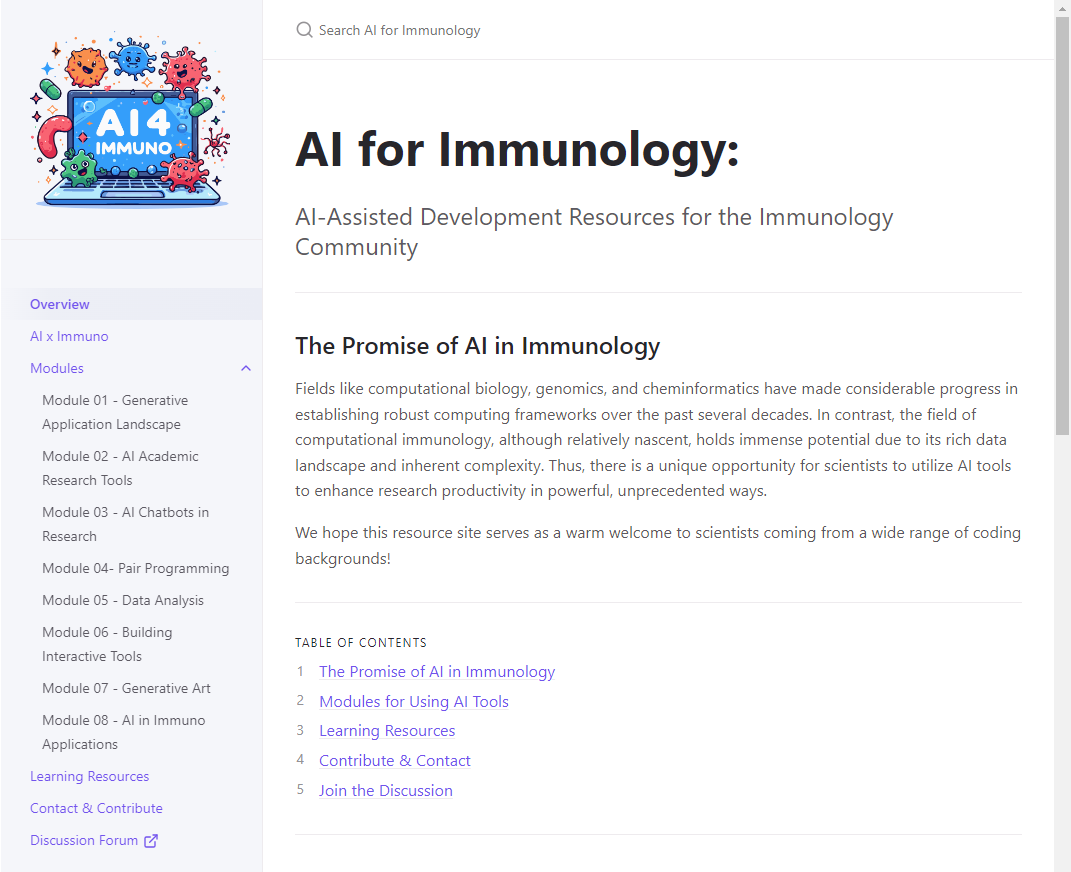 AI4
IMMUNO
Overview
AI x Immuno
Modules
Module 01 - Generative
Application Landscape
Module 02 - AI Academic
Research Tools
Module 03 - AI Chatbots in
Research
Module 04- Pair Programming
Module 05 - Data Analysis
Module 06 - Building
Interactive Tools
Module 07 - Generative Art
Module 08 - AI in Immuno
Applications
Learning Resources
Contact & Contribute
Discussion Forum
Search AI for Immunology
AI for Immunology:
AI-Assisted Development Resources for the Immunology
Community
The Promise of AI in Immunology
Fields like computational biology, genomics, and cheminformatics have made considerable progress in
establishing robust computing frameworks over the past several decades. In contrast, the field of
computational immunology, although relatively nascent, holds immense potential due to its rich data
landscape and inherent complexity. Thus, there is a unique opportunity for scientists to utilize AI tools
to enhance research productivity in powerful, unprecedented ways.
We hope this resource site serves as a warm welcome to scientists coming from a wide range of coding
backgrounds!
TABLE OF CONTENTS
1 The Promise of AI in Immunology
2 Modules for Using AI Tools
3 Learning Resources
4 Contribute & Contact
5 Join the Discussion